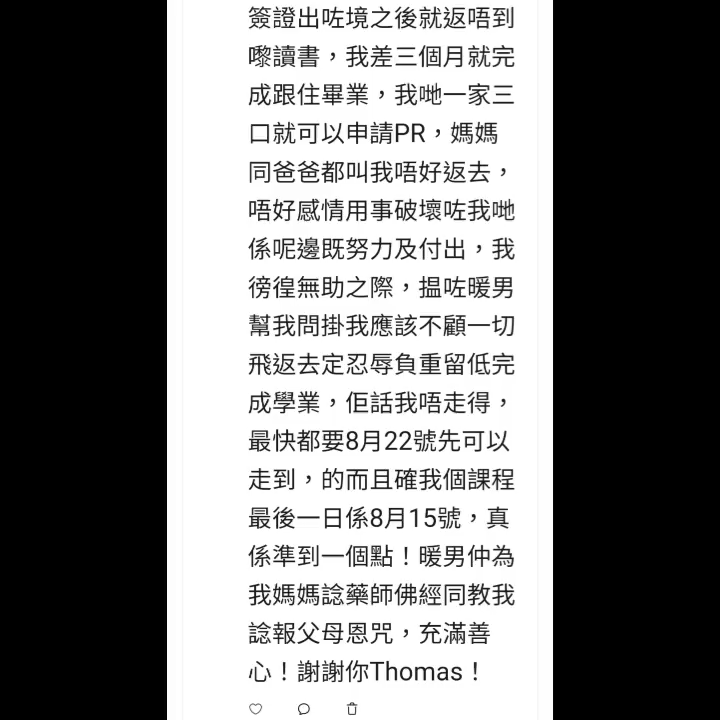 簽證出咗境之後就返唔到
嚟讀書，我差三個月就完
成跟住畢業，我哋一家三
口就可以申請PR，媽媽
同爸爸都叫我唔好返去，
唔好感情用事破壞咗我哋
係呢邊既努力及付出，我
徬徨無助之際，揾咗暖男
幫我問掛我應該不顧一切
飛返去定忍辱負重留低完
成學業，佢話我唔走得，
最快都要8月22號先可以
走到，的而且確我個課程
最後一日係8月15號，真
係準到一個點！暖男仲為
我媽媽諗藥師佛經同教我
諗報父母恩咒，充滿善
心！謝謝你Thomas！